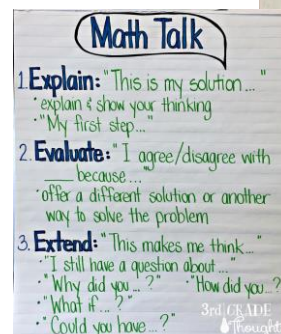 Math Talk
1. Explain: "This is my solution..."
• explain & show your thinking
• "My first step..."
2. Evaluate: "I agree/disagree with
____ because...."
• offer a different solution or another
way to solve the problem
3. Extend: "This makes me think..."
• "I still have a question about..."
• "Why did you...?" • "How did you...?
• "What if...?"
• "Could you have...?"
3rd GRADE
Thought